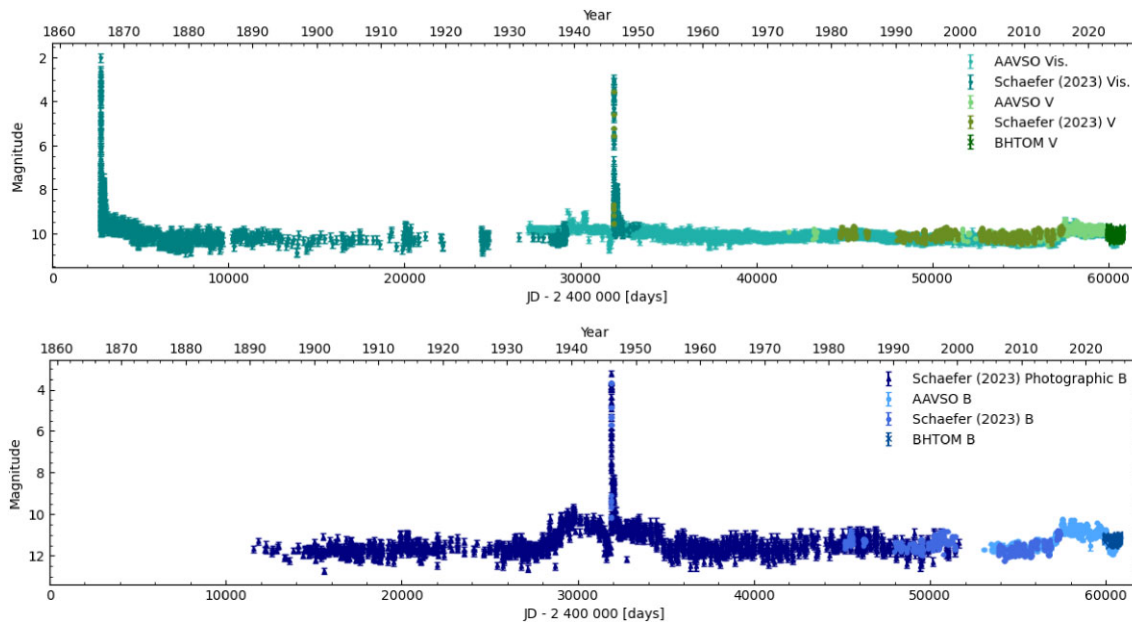 Year
1860 1870 1880 1890 1900 1910 1920 1930 1940 1950 1960 1970 1980 1990 2000 2010 2020
2
4
6
8
10
Magnitude
AAVSO Vis.
Schaefer (2023) Vis.
AAVSO V
Schaefer (2023) V
BHTOM V
0 10000 20000 30000 40000 50000 60000
JD - 2 400 000 [days]
Year
1860 1870 1880 1890 1900 1910 1920 1930 1940 1950 1960 1970 1980 1990 2000 2010 2020
4
6
8
10
12
Magnitude
Schaefer (2023) Photographic B
AAVSO B
Schaefer (2023) B
BHTOM B
0 10000 20000 30000 40000 50000 60000
JD - 2 400 000 [days]